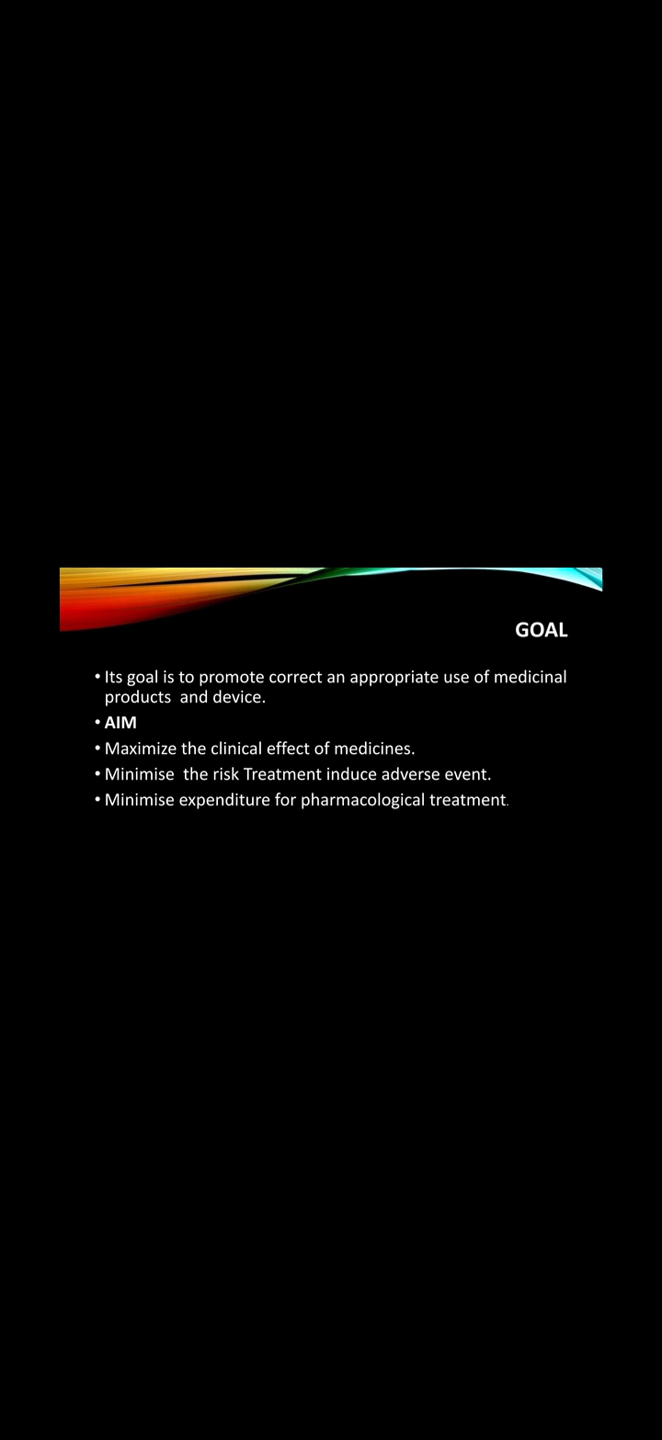 GOAL
• Its goal is to promote correct an appropriate use of medicinal
products  and device.
• AIM
• Maximize the clinical effect of medicines.
• Minimise  the risk Treatment induce adverse event.
• Minimise expenditure for pharmacological treatment.